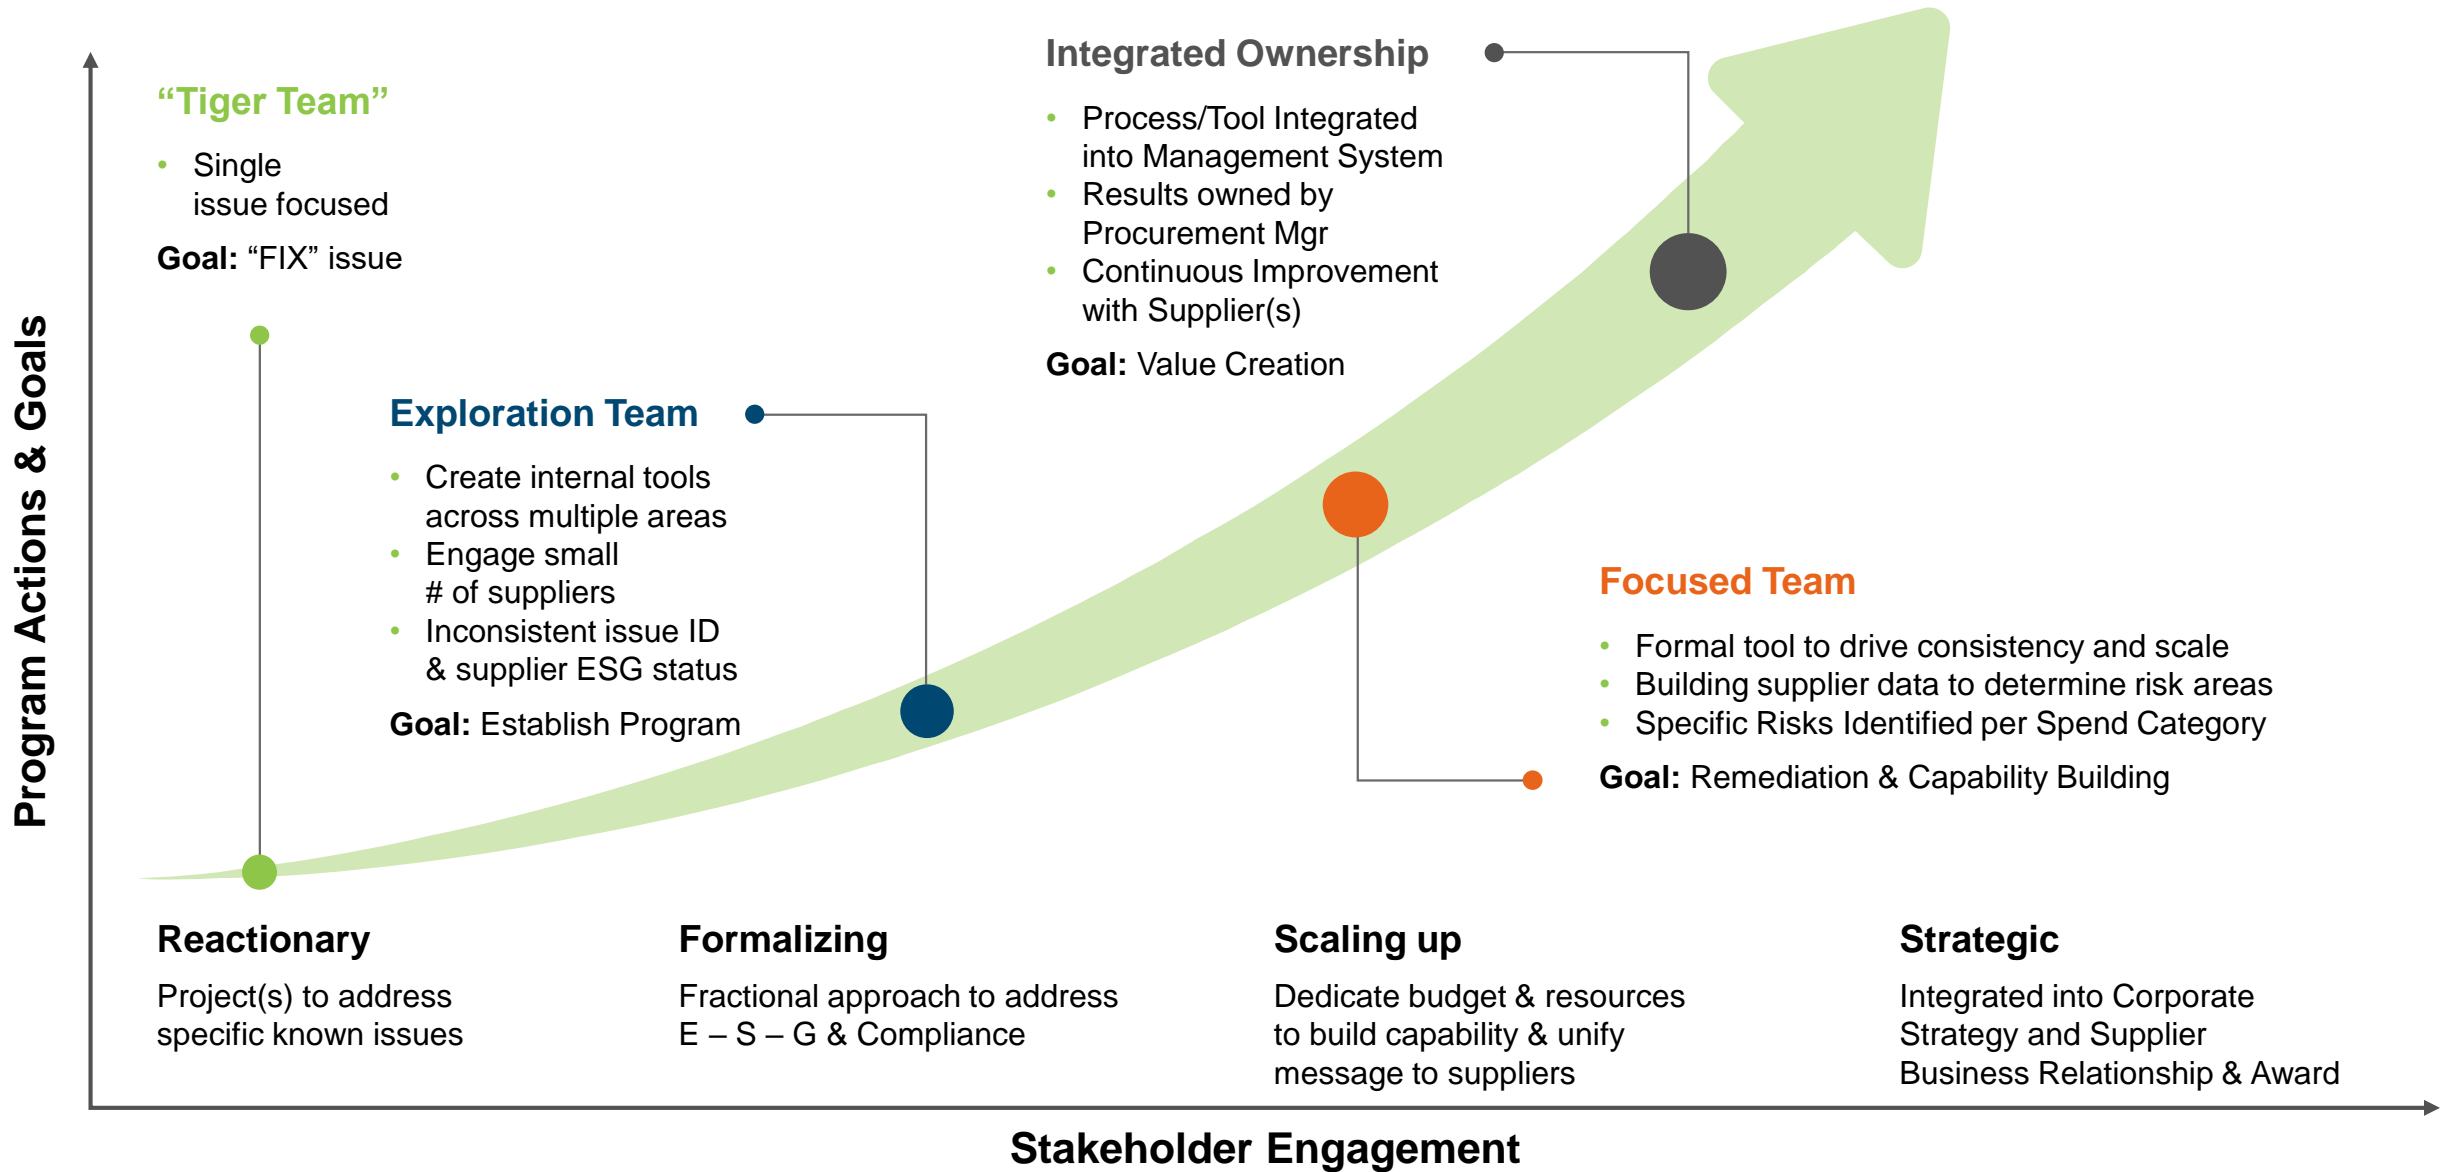 Program Actions & Goals
“Tiger Team”
• Single
issue focused
Goal: “FIX” issue
Exploration Team
• Create internal tools
across multiple areas
• Engage small
# of suppliers
• Inconsistent issue ID
& supplier ESG status
Goal: Establish Program
Integrated Ownership
• Process/Tool Integrated
into Management System
• Results owned by
Procurement Mgr
• Continuous Improvement
with Supplier(s)
Goal: Value Creation
Focused Team
• Formal tool to drive consistency and scale
• Building supplier data to determine risk areas
• Specific Risks Identified per Spend Category
Goal: Remediation & Capability Building
Reactionary
Project(s) to address
specific known issues
Formalizing
Fractional approach to address
E – S – G & Compliance
Scaling up
Dedicate budget & resources
to build capability & unify
message to suppliers
Strategic
Integrated into Corporate
Strategy and Supplier
Business Relationship & Award
Stakeholder Engagement